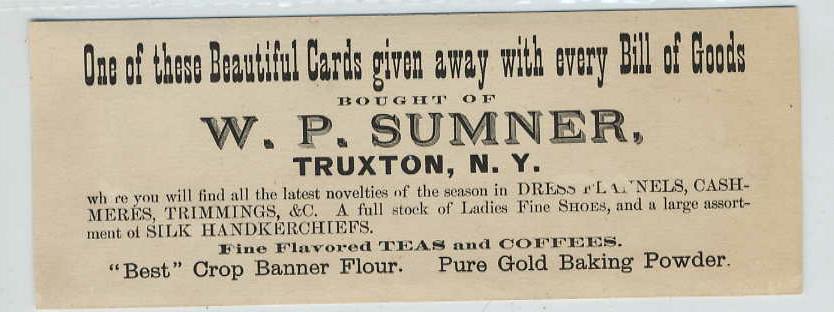 One of these Beautiful Cards given away with every Bill of Goods
BOUGHT OF
W. P. SUMNER,
TRUXTON, N. Y.
wh re you will find all the latest novelties of the season in DRESS FLANNELS, CASH-
MERES, TRIMMINGS, &C. A full stock of Ladies Fine SHOES, and a large assort-
ment of SILK HANDKERCHIEFS.
Fine Flavored TEAS and COFFEES.
"Best" Crop Banner Flour. Pure Gold Baking Powder.